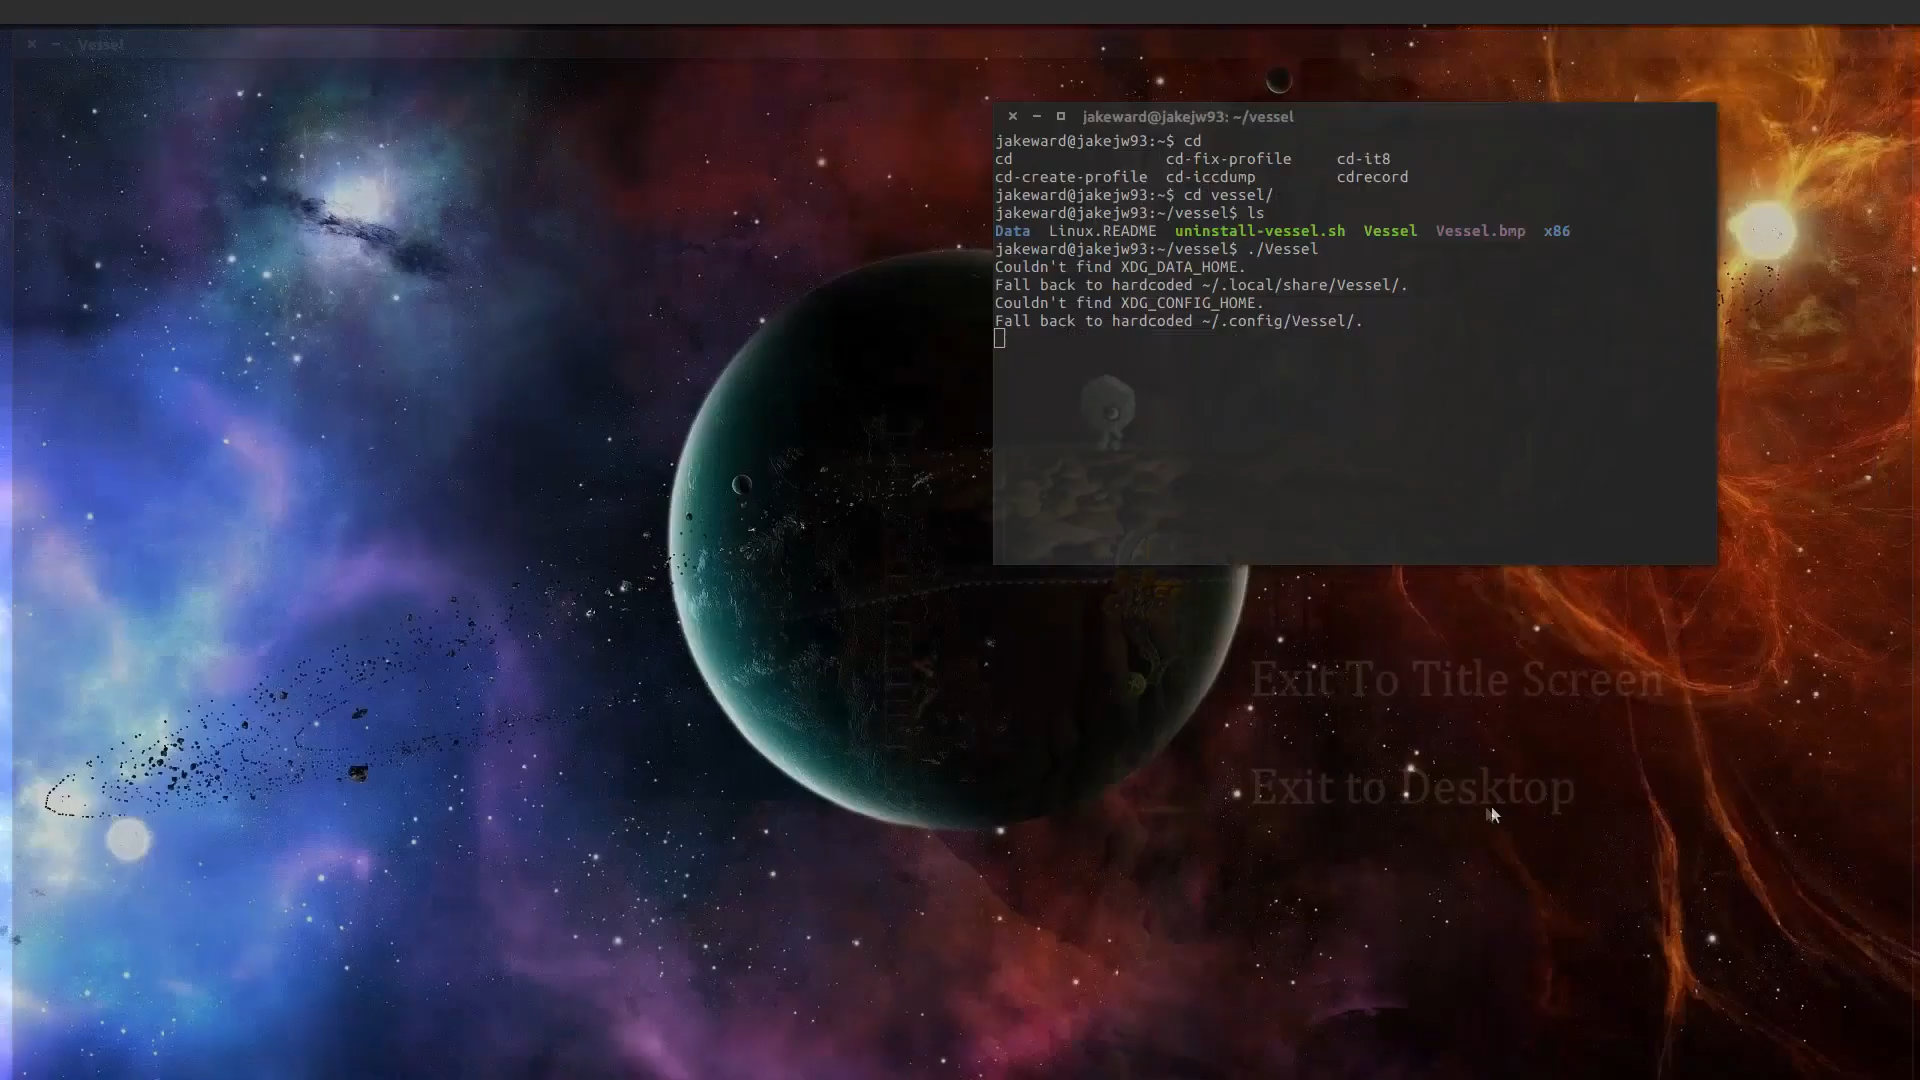 Vessel
jakeward@jakejw93: ~/vessel
jakeward@jakejw93:~$ cd
cd cd-fix-profile cd-it8
cd-create-profile cd-iccdump cdrecord
jakeward@jakejw93:~$ cd vessel/
jakeward@jakejw93:~/vessel$ ls
Data Linux.README uninstall-vessel.sh Vessel Vessel.bmp x86
jakeward@jakejw93:~/vessel$ ./Vessel
Couldn't find XDG_DATA_HOME.
Fall back to hardcoded ~/.local/share/Vessel/.
Couldn't find XDG_CONFIG_HOME.
Fall back to hardcoded ~/.config/Vessel/.
Exit To Title Screen
Exit to Desktop